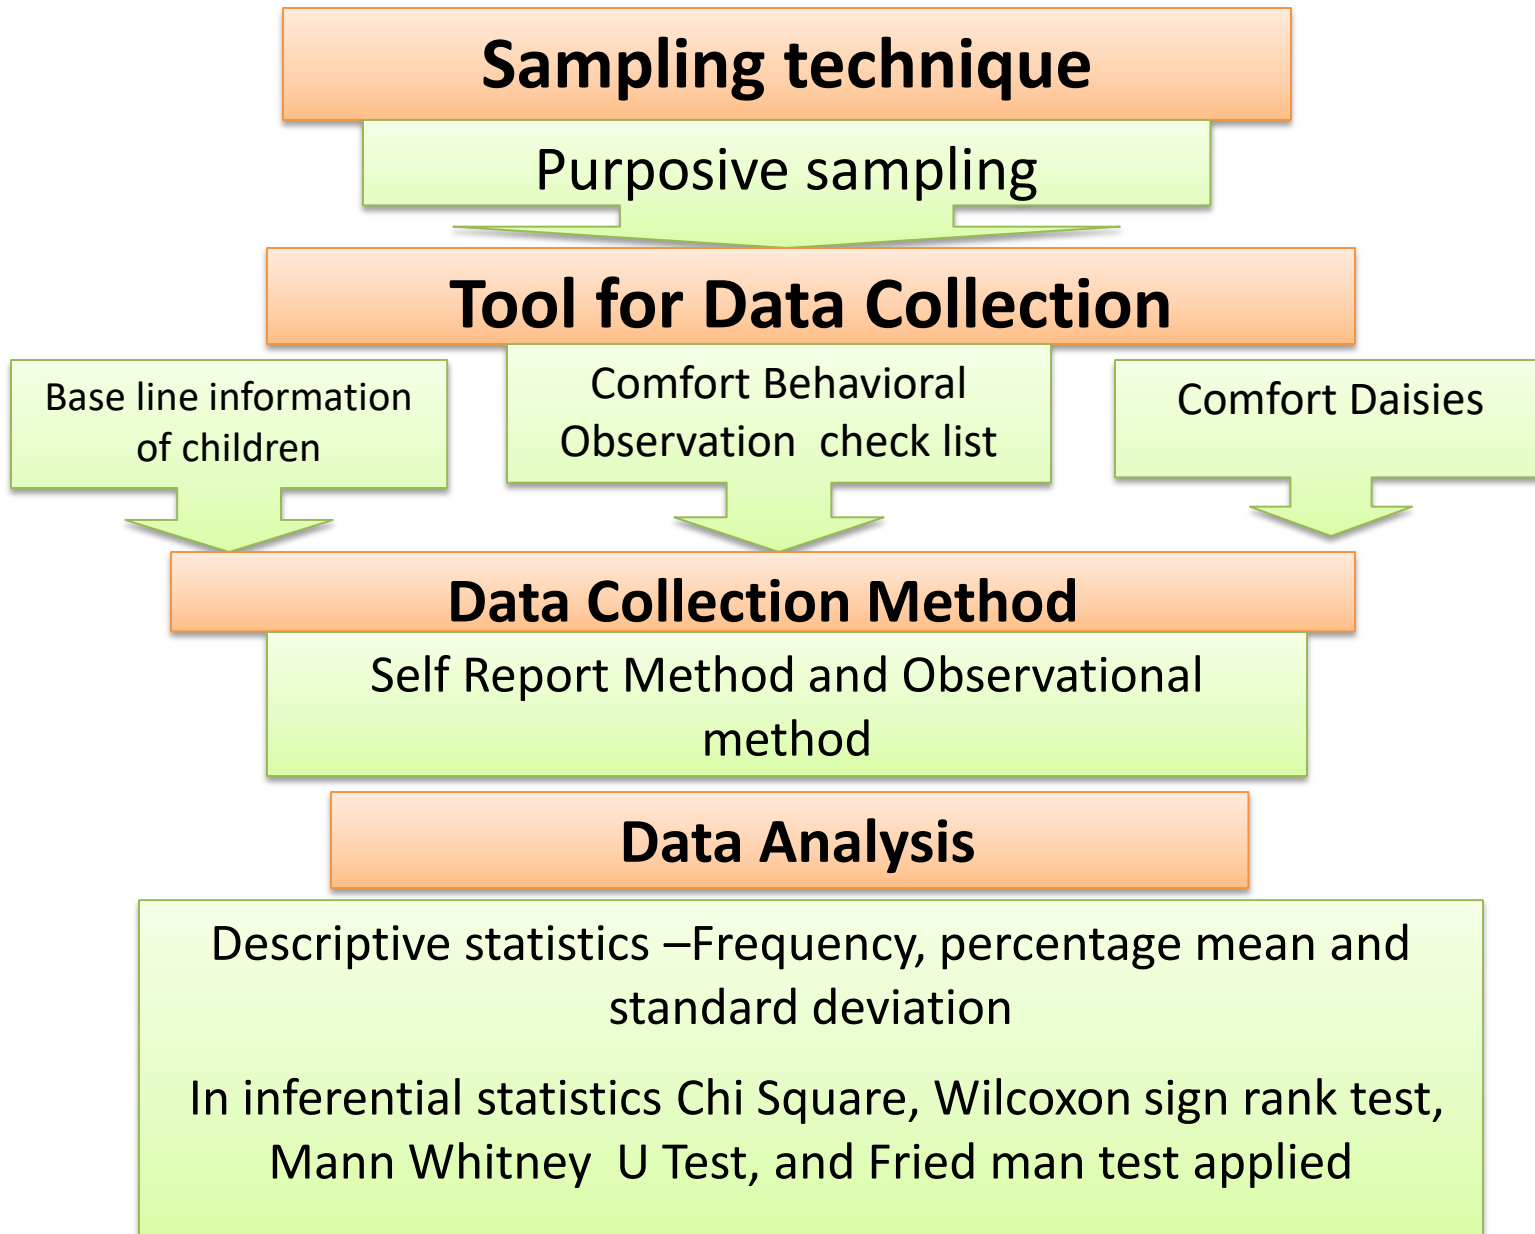 Sampling technique
Purposive sampling
Tool for Data Collection
Base line information
of children
Comfort Behavioral
Observation  check list
Comfort Daisies
Data Collection Method
Self Report Method and Observational
method
Data Analysis
Descriptive statistics –Frequency, percentage mean and
standard deviation
In inferential statistics Chi Square, Wilcoxon sign rank test,
Mann Whitney  U Test, and Fried man test applied